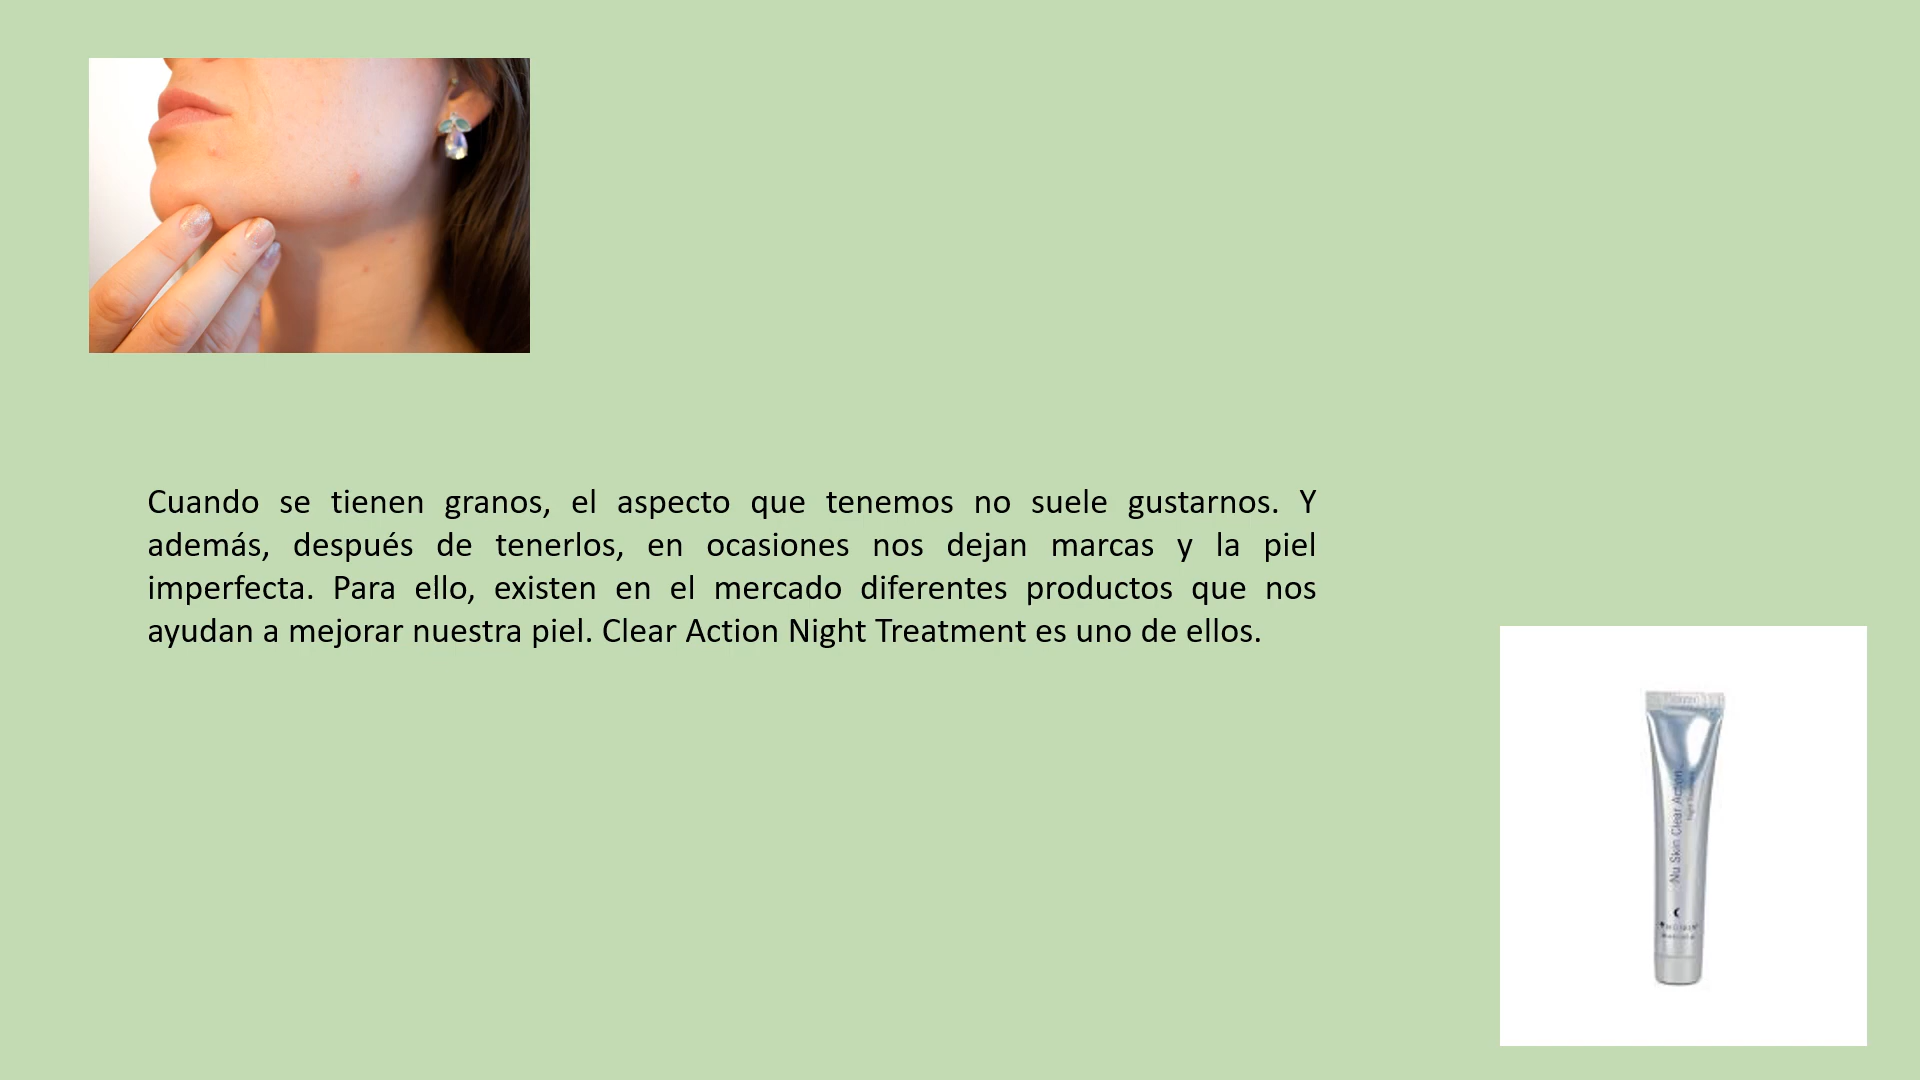 Cuando se tienen granos, el aspecto que tenemos no suele gustarnos. Y
además, después de tenerlos, en ocasiones nos dejan marcas y la piel
imperfecta. Para ello, existen en el mercado diferentes productos que nos
ayudan a mejorar nuestra piel. Clear Action Night Treatment es uno de ellos.
Nu Skin Clear Action
Night Treatment